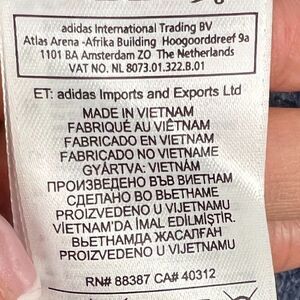 adidas International Trading BV
Atlas Arena -Afrika Building Hoogoorddreef 9a
1101 BA Amsterdam ZO The Netherlands
VAT NO. NL 8073.01.322.B.01
ET: adidas Imports and Exports Ltd
MADE IN VIETNAM
FABRIQUÉ AU VIÊTNAM
FABRICADO EN VIETNAM
FABRICADO NO VIETNAME
GYÁRTVA: VIETNÁM
ПРОИЗВЕДЕНО ВЪВ ВИЕТНАМ
СДЕЛАНО ВО ВЬЕТНАМЕ
PROIZVEDENO U VIJETNAMU
VİETNAM'DA İMAL EDİLMİŞTİR.
ВЬЕТНАМДА ЖАСАЛҒАН
PROIZVEDENO U VIJETNAMU
RN# 88387 CA# 40312